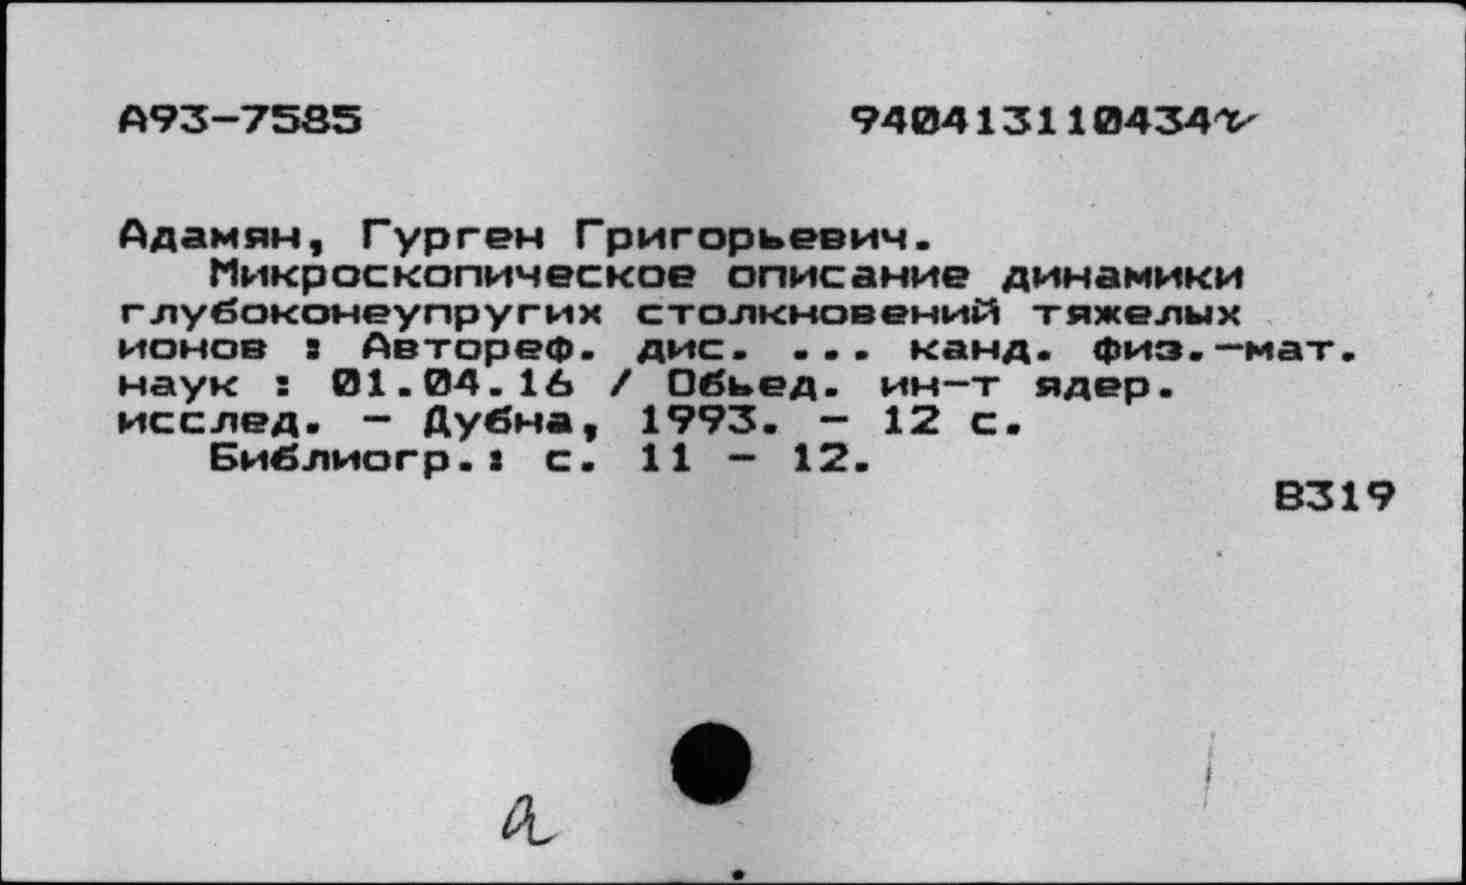 А93-7585 940413110434
Адамян, Гурген Григорьевич.
Микроскопическое описание динамики
глубоконеупругих столкновений тяжелых
ионов : Автореф. дис. ... канд. физ.-мат.
наук : 01.04.16 / Обьед. ин-т ядер.
исслед. - Дубна, 1993. - 12 с.
Библиогр.: с. 11 - 12.
В319